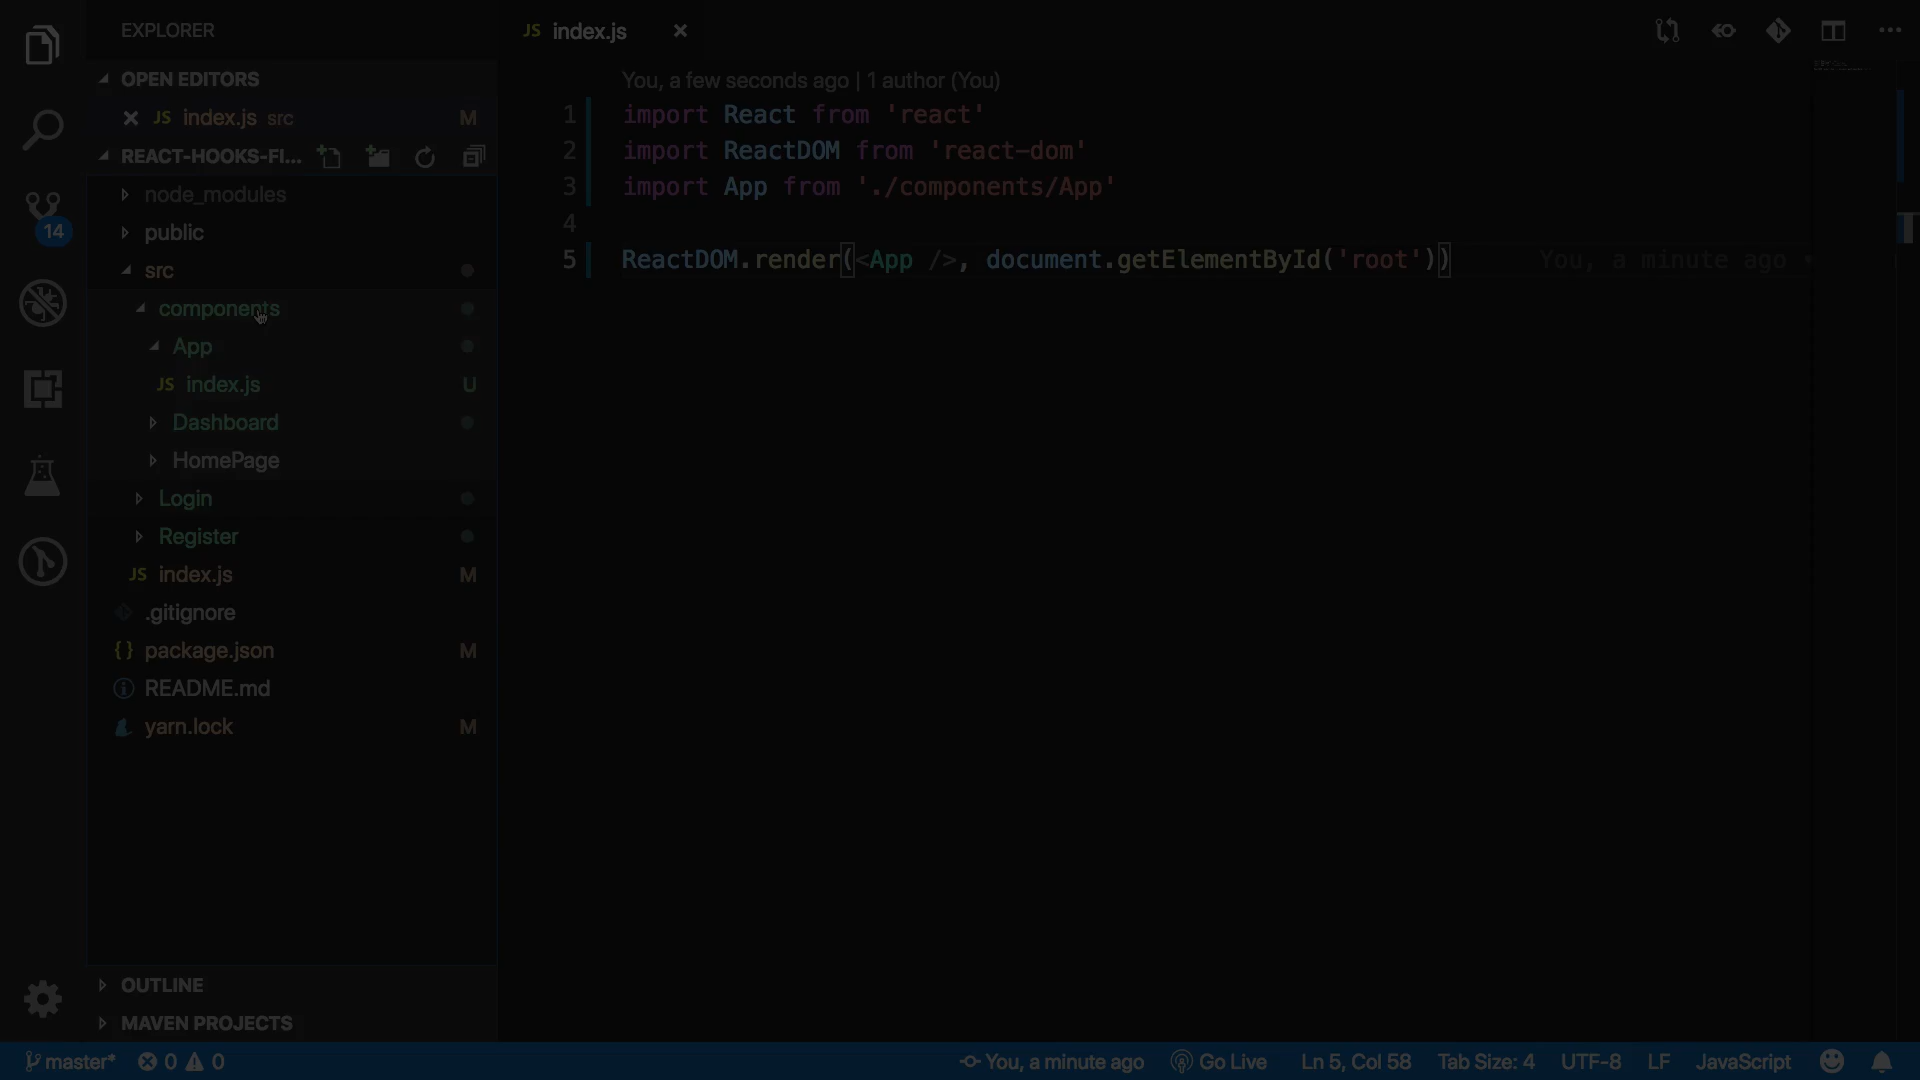 EXPLORER
OPEN EDITORS
JS index.js src M
REACT-HOOKS-FI...
node_modules
public
src
components
App
JS index.js U
Dashboard
HomePage
Login
Register
JS index.js M
.gitignore
{} package.json M
README.md
yarn.lock M
OUTLINE
MAVEN PROJECTS
14
JS index.js
You, a few seconds ago | 1 author (You)
1 import React from 'react'
2 import ReactDOM from 'react-dom'
3 import App from './components/App'
4
5 ReactDOM.render(<App />, document.getElementById('root')) You, a minute ago •
master* 0 0 You, a minute ago Go Live Ln 5, Col 58 Tab Size: 4 UTF-8 LF JavaScript